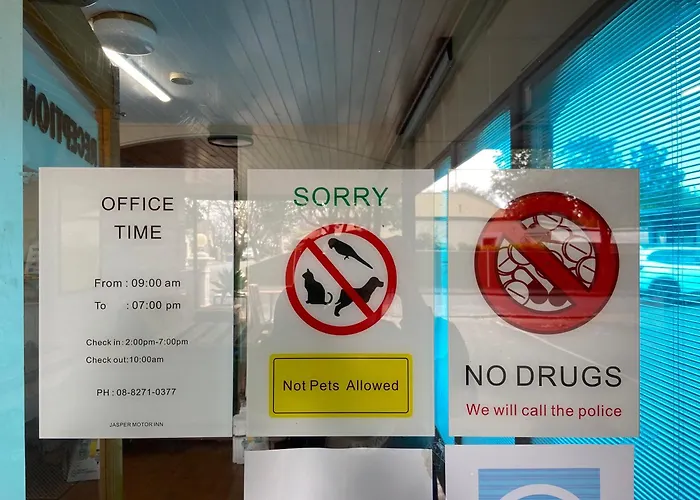 RECEPTION
OFFICE
TIME
From : 09:00 am
To : 07:00 pm
Check in: 2:00pm-7:00pm
Check out:10:00am
PH : 08-8271-0377
JASPER MOTOR INN
SORRY
Not Pets Allowed
NO DRUGS
We will call the police